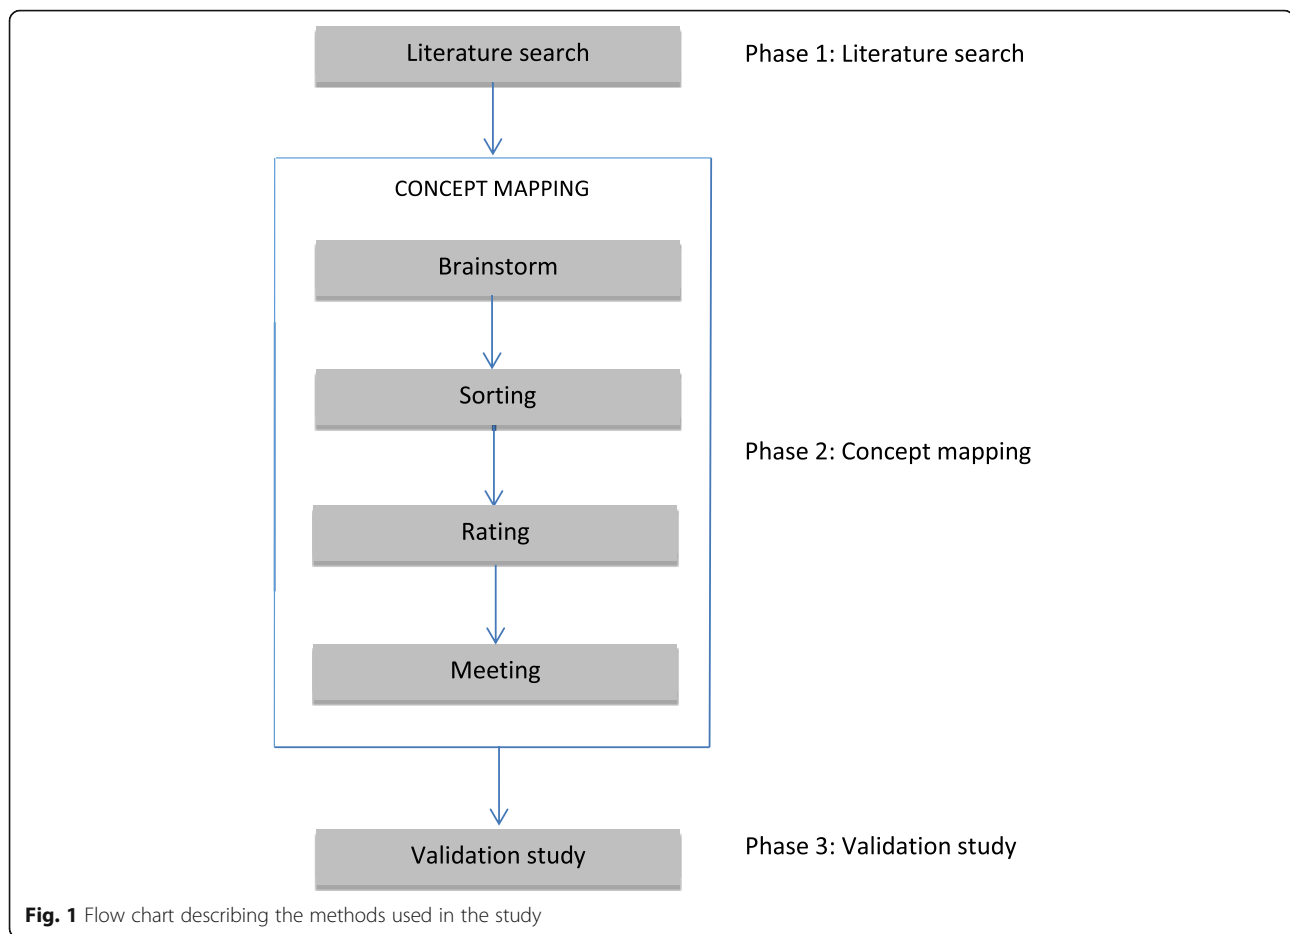 Literature search
Phase 1: Literature search
CONCEPT MAPPING
Brainstorm
Sorting
Phase 2: Concept mapping
Rating
Meeting
Validation study
Phase 3: Validation study
Fig. 1 Flow chart describing the methods used in the study